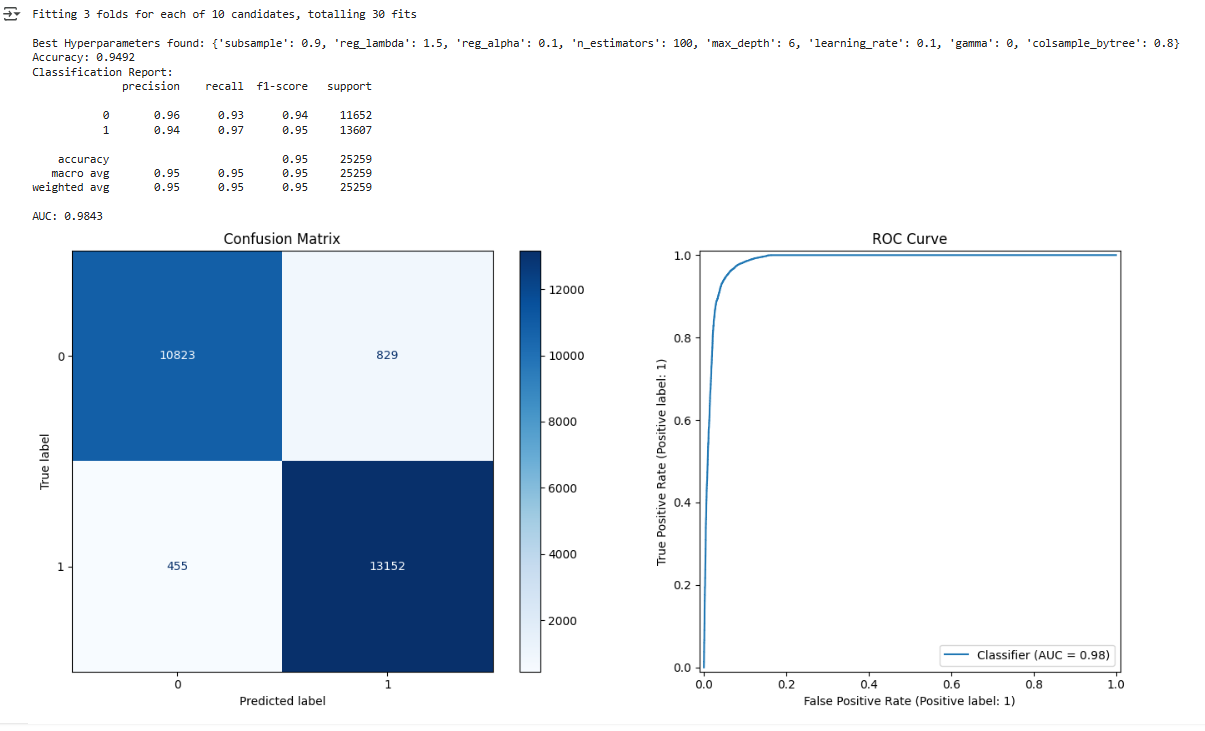 Fitting 3 folds for each of 10 candidates, totalling 30 fits
Best Hyperparameters found: {'subsample': 0.9, 'reg_lambda': 1.5, 'reg_alpha': 0.1, 'n_estimators': 100, 'max_depth': 6, 'learning_rate': 0.1, 'gamma': 0, 'colsample_bytree': 0.8}
Accuracy: 0.9492
Classification Report:
precision recall f1-score support
0 0.96 0.93 0.94 11652
1 0.94 0.97 0.95 13607
accuracy 0.95 25259
macro avg 0.95 0.95 0.95 25259
weighted avg 0.95 0.95 0.95 25259
AUC: 0.9843
Confusion Matrix
True label
0
10823 829
1
455 13152
0 1
Predicted label
12000
10000
8000
6000
4000
2000
ROC Curve
True Positive Rate (Positive label: 1)
1.0
0.8
0.6
0.4
0.2
0.0
Classifier (AUC = 0.98)
0.0 0.2 0.4 0.6 0.8 1.0
False Positive Rate (Positive label: 1)